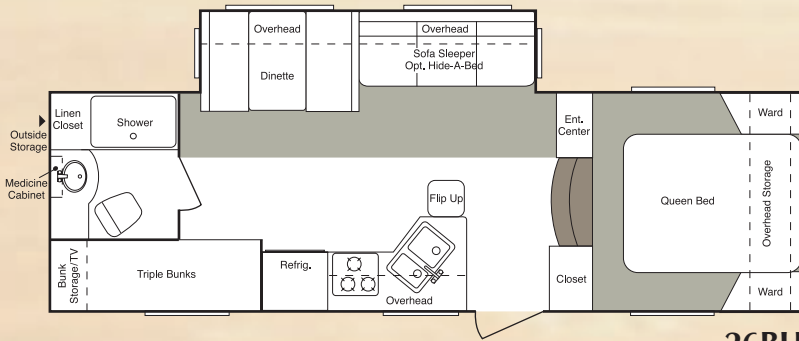 Overhead
Dinette
Overhead
Sofa Sleeper
Opt. Hide-A-Bed
Linen
Closet
Shower
Outside
Storage
Medicine
Cabinet
Ent.
Center
Ward
Flip Up
Queen Bed
Overhead Storage
Bunk
Storage/TV
Triple Bunks
Refrig.
Overhead
Closet
Ward